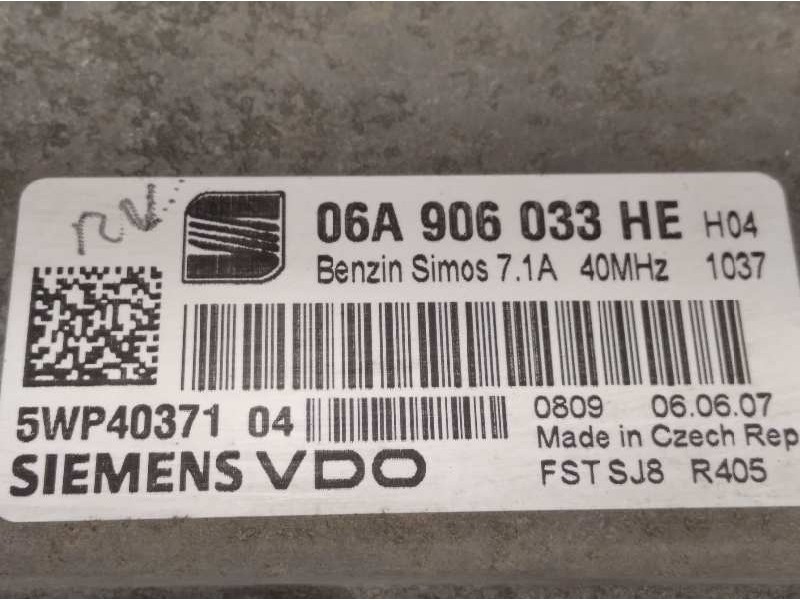 06A 906 033 HE H04
Benzin Simos 7.1A 40MHz 1037
5WP40371 04
0809 06.06.07
Made in Czech Rep
SIEMENS VDO
FST SJ8 R405